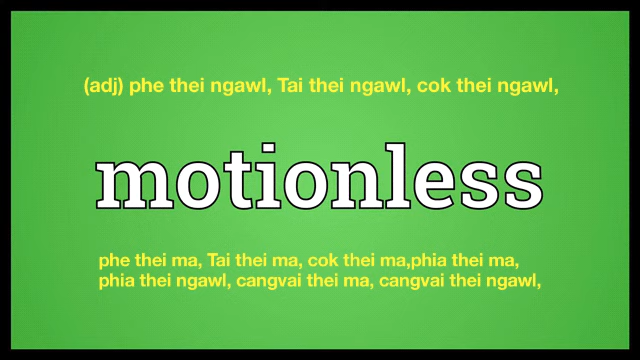 (adj) phe thei ngawl, Tai thei ngawl, cok thei ngawl,
motionless
phe thei ma, Tai thei ma, cok thei ma,phia thei ma,
phia thei ngawl, cangvai thei ma, cangvai thei ngawl,